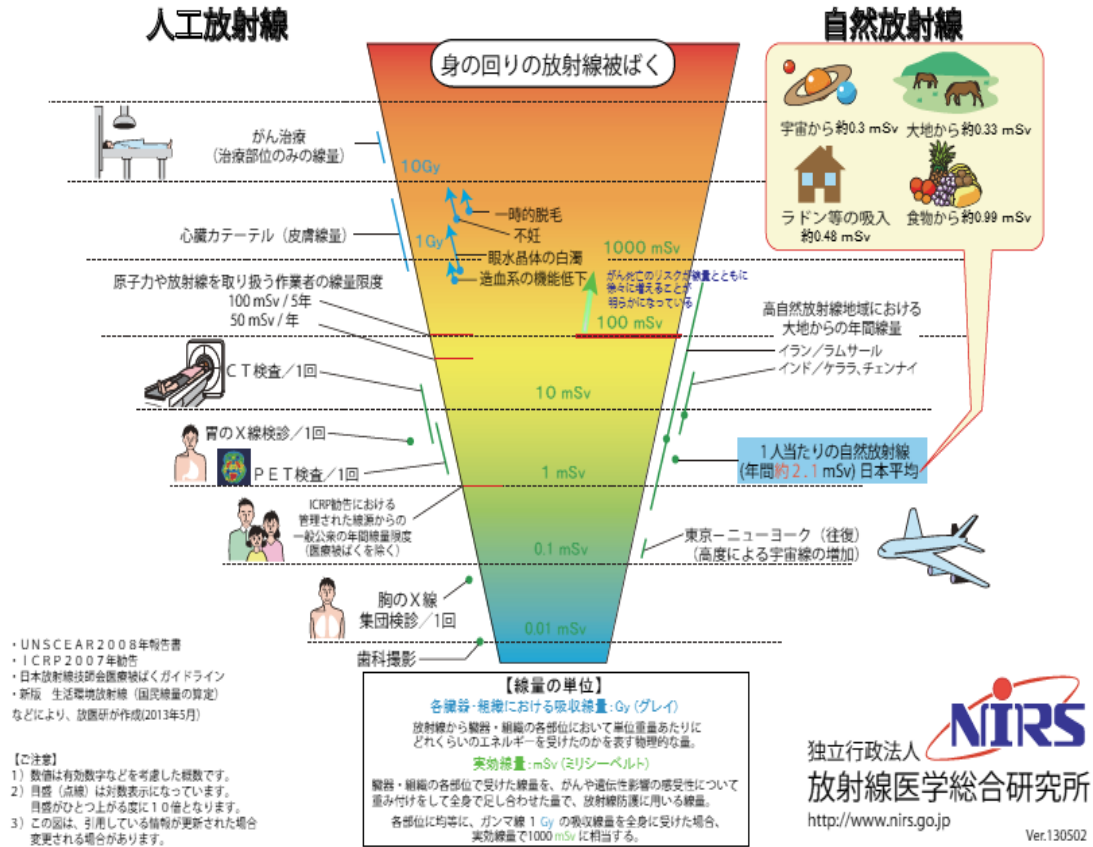 人工放射線
自然放射線
身の回りの放射線被ばく
宇宙から約0.3 mSv
大地から約0.33 mSv
ラドン等の吸入
約0.48 mSv
食物から約0.99 mSv
がん治療
(治療部位のみの線量)
10Gy
心臓カテーテル(皮膚線量)
1Gy
一時的脱毛
不妊
眼水晶体の白濁
造血系の機能低下
1000 mSv
がん死亡のリスクが線量とともに
徐々に増えることが
明らかになっている
100 mSv
原子力や放射線を取り扱う作業者の線量限度
100 mSv / 5年
50 mSv / 年
高自然放射線地域における
大地からの年間線量
イラン/ラムサール
インド/ケララ、チェンナイ
CT検査/1回
10 mSv
胃のX線検診/1回
PET検査/1回
1 mSv
1人当たりの自然放射線
(年間約2.1mSv)日本平均
ICRP勧告における
管理された線源からの
一般公衆の年間線量限度
(医療被ばくを除く)
0.1 mSv
東京ーニューヨーク(往復)
(高度による宇宙線の増加)
胸のX線
集団検診/1回
0.01 mSv
歯科撮影
・UNSCEAR2008年報告書
・ICRP2007年勧告
・日本放射線技師会医療被ばくガイドライン
・新版 生活環境放射線(国民線量の算定)
などにより、放医研が作成(2013年5月)
【ご注意】
1)数値は有効数字などを考慮した概数です。
2)目盛(点線)は対数表示になっています。
目盛がひとつ上がる度に10倍となります。
3)この図は、引用している情報が更新された場合
変更される場合があります。
【線量の単位】
各臓器・組織における吸収線量:Gy(グレイ)
放射線から臓器・組織の各部位において単位重量あたりに
どれくらいのエネルギーを受けたのかを表す物理的な量。
実効線量:mSv(ミリシーベルト)
臓器・組織の各部位で受けた線量を、がんや遺伝性影響の感受性について
重み付けをして全身で足し合わせた量で、放射線防護に用いる線量。
各部位に均等に、ガンマ線 1 Gy の吸収線量を全身に受けた場合、
実効線量で1000 mSv に相当する。
NIRS
独立行政法人
放射線医学総合研究所
http://www.nirs.go.jp
Ver.130502